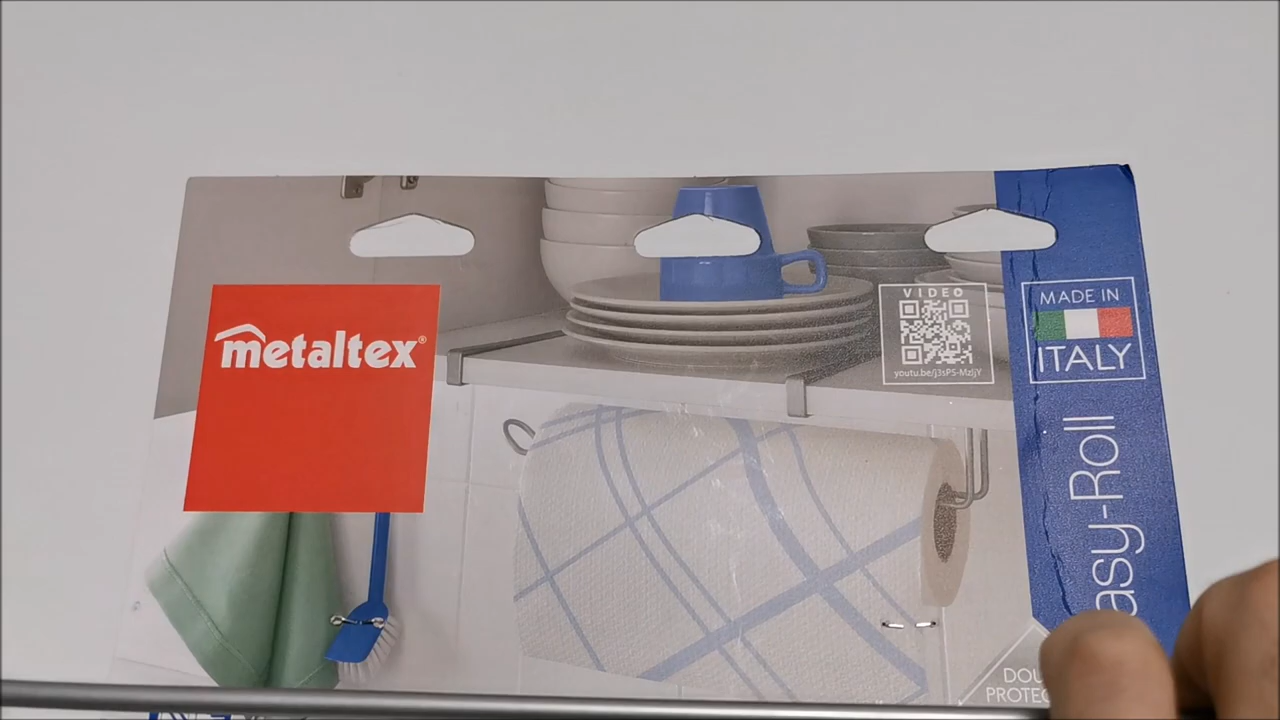 metaltex®
VIDEO
youtu.be/j3sPS-MzljY
MADE IN
ITALY
asy-Roll
DOU
PROTEC